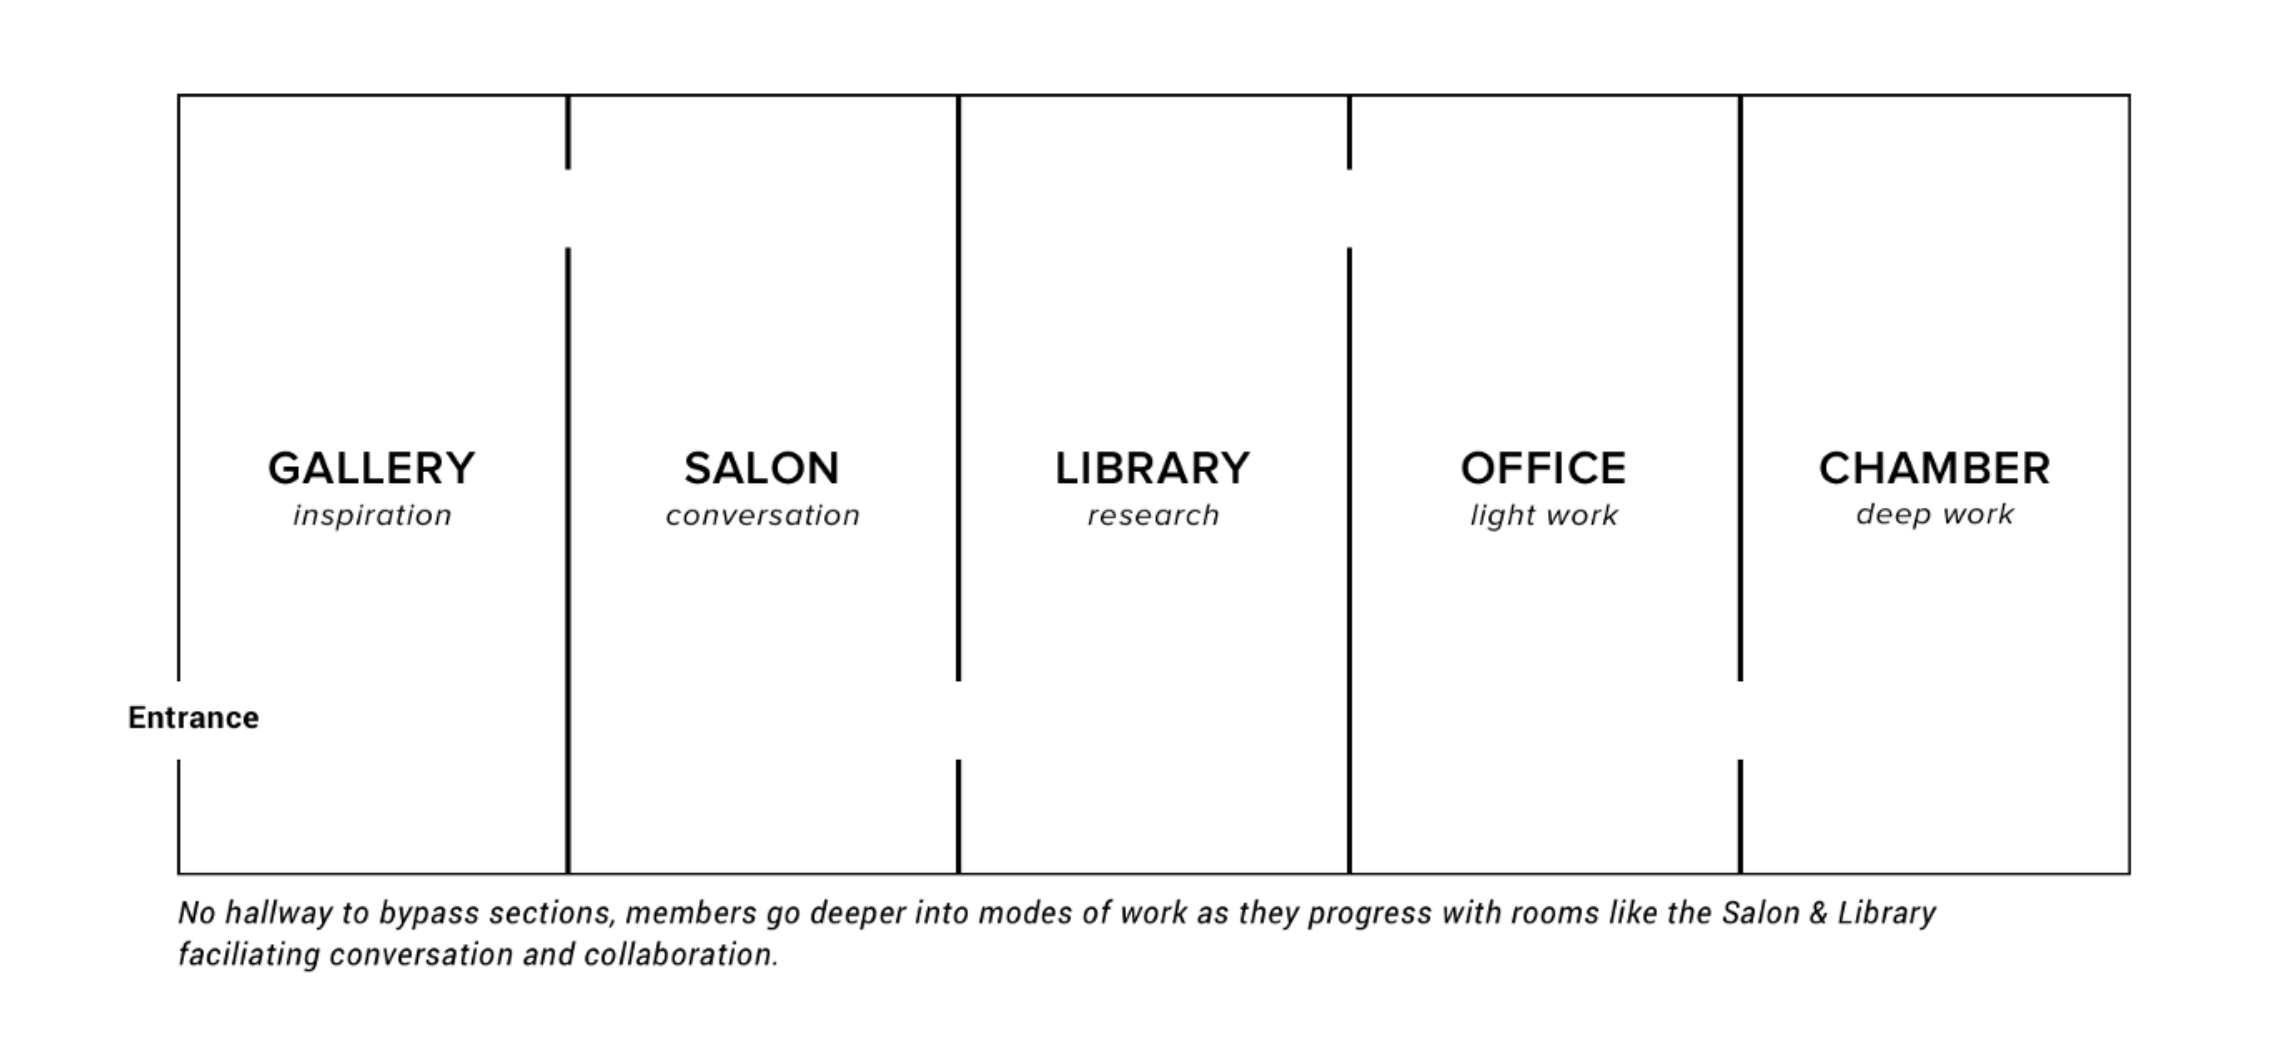 GALLERY
inspiration
SALON
conversation
LIBRARY
research
OFFICE
light work
CHAMBER
deep work
Entrance
No hallway to bypass sections, members go deeper into modes of work as they progress with rooms like the Salon & Library
faciliating conversation and collaboration.